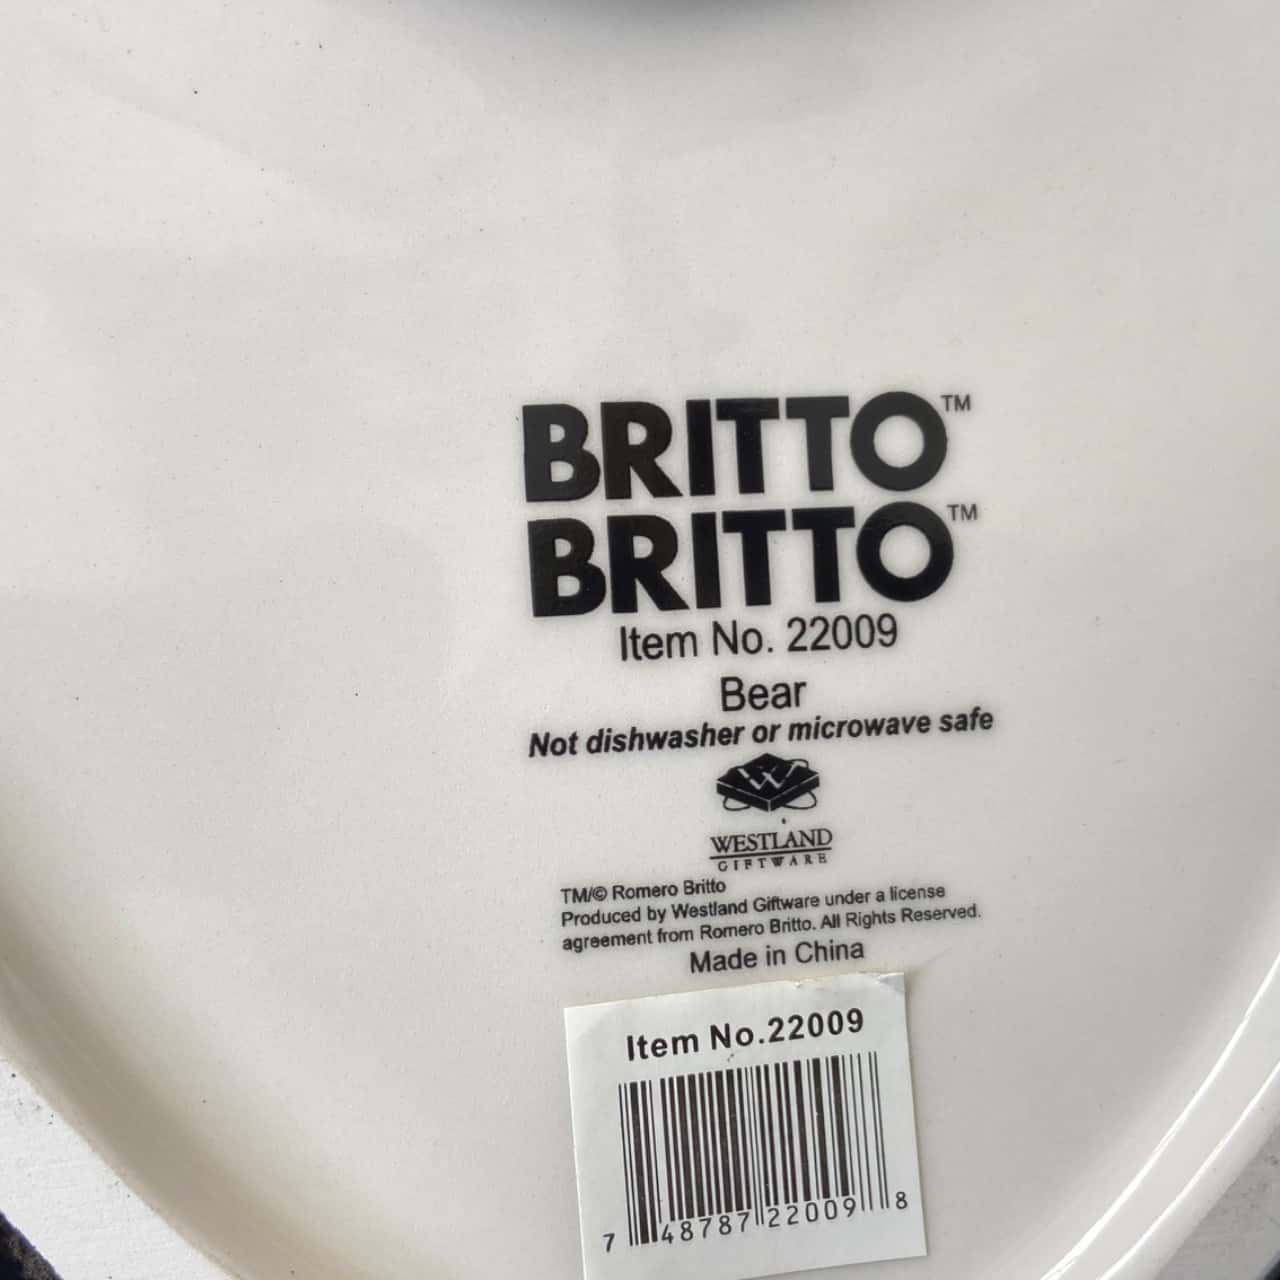 BRITTO™
BRITTO™
Item No. 22009
Bear
Not dishwasher or microwave safe
W
WESTLAND
GIFTWARE
TM/© Romero Britto
Produced by Westland Giftware under a license
agreement from Romero Britto. All Rights Reserved.
Made in China
Item No.22009
7 48787 22009 8